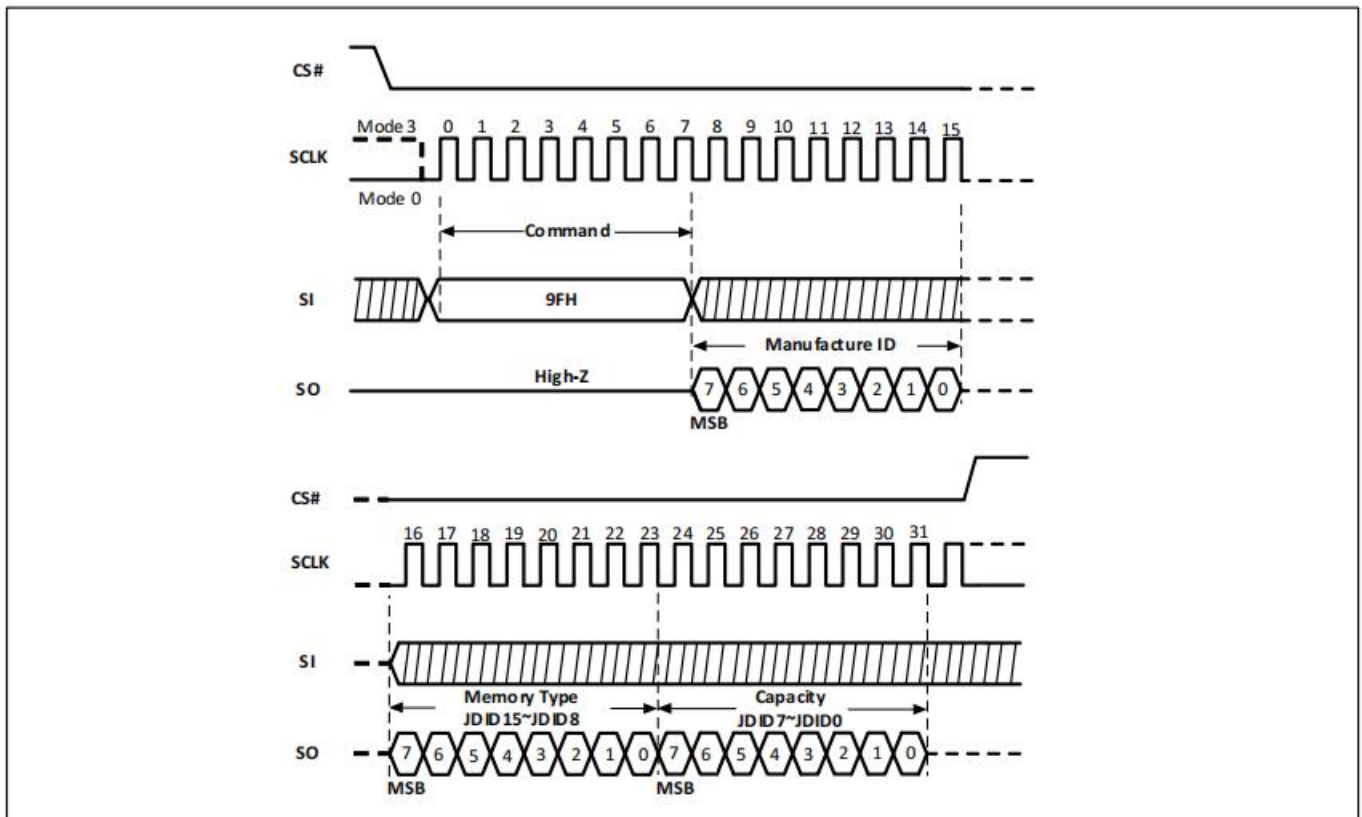 CS#
Mode 3 0 1 2 3 4 5 6 7 8 9 10 11 12 13 14 15
SCLK
Mode 0
Command
SI 9FH
Manufacture ID
High-Z
SO 7 6 5 4 3 2 1 0
MSB
CS#
16 17 18 19 20 21 22 23 24 25 26 27 28 29 30 31
SCLK
SI
Memory Type Capacity
JDID15~JDID8 JDID7~JDID0
SO 7 6 5 4 3 2 1 0 7 6 5 4 3 2 1 0
MSB MSB